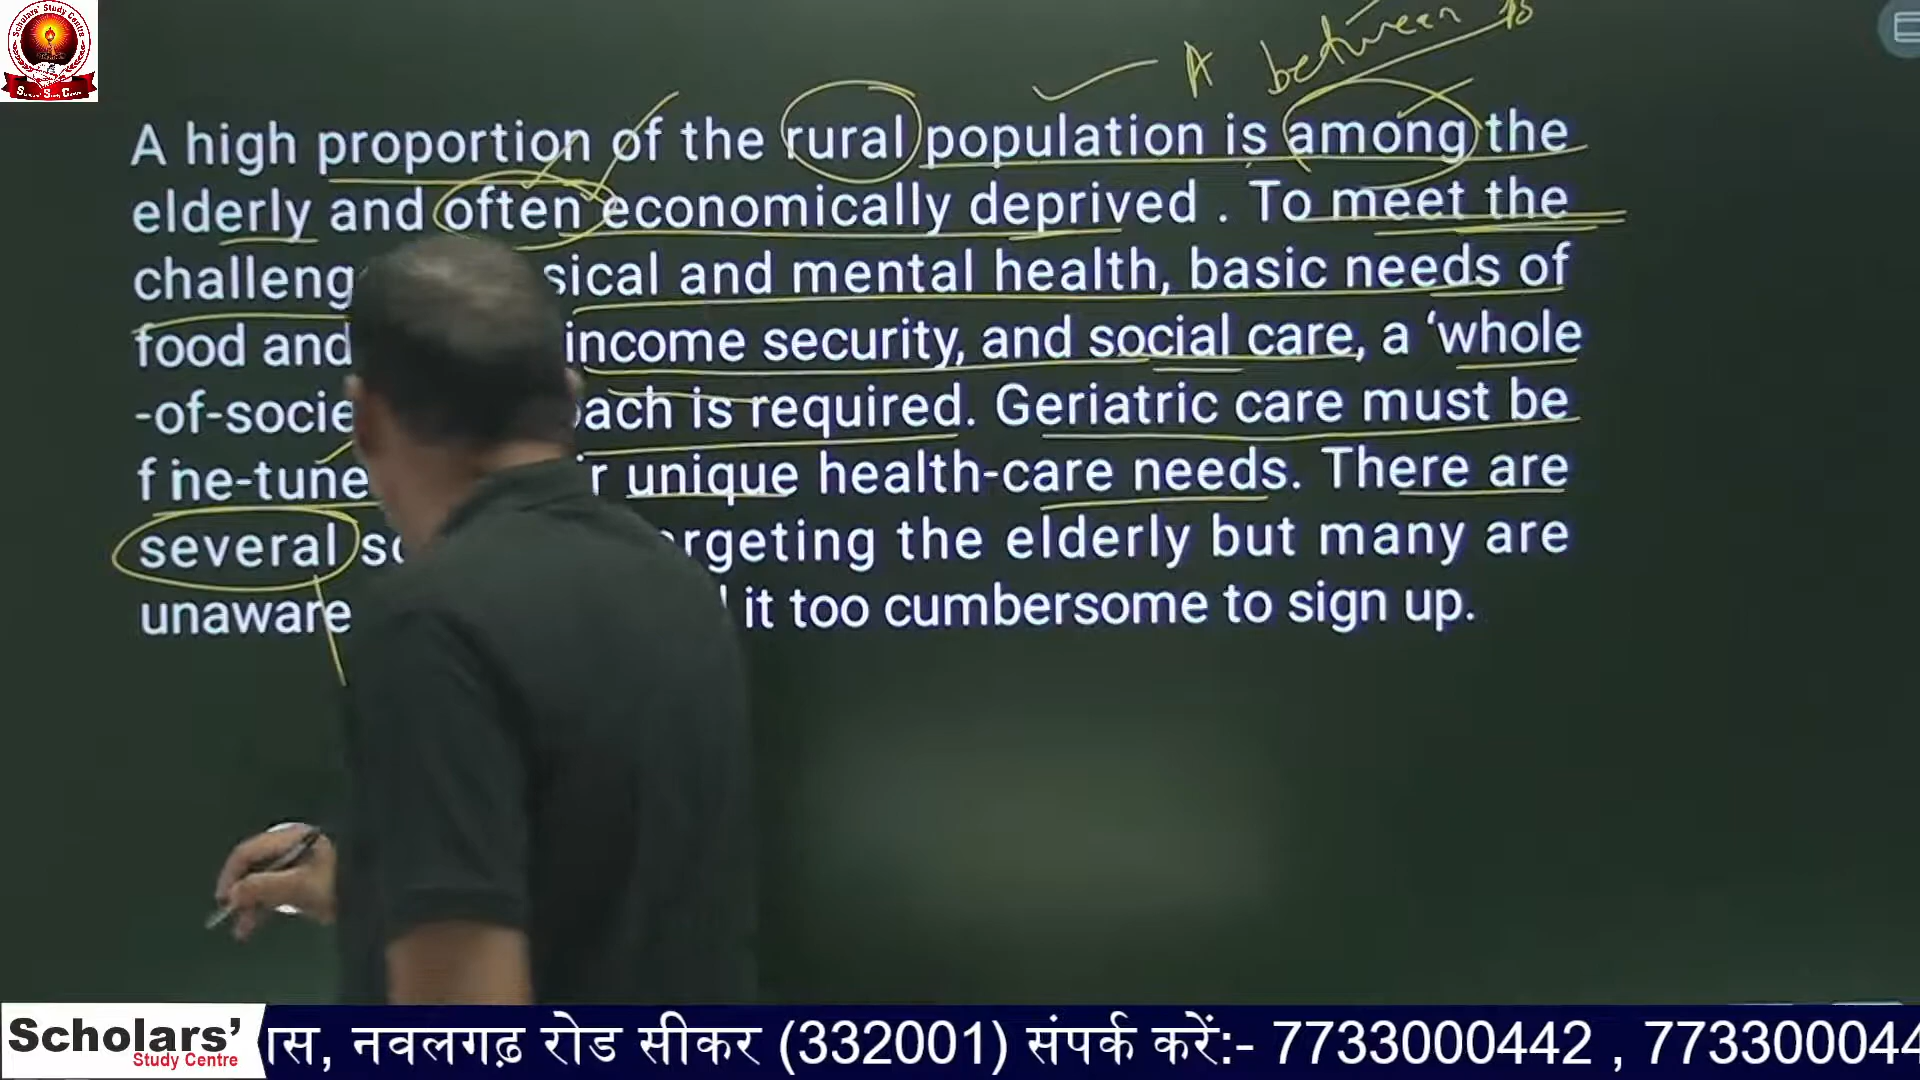 A between B
A high proportion of the rural population is among the
elderly and often economically deprived . To meet the
challeng sical and mental health, basic needs of
food and income security, and social care, a ‘whole
-of-socie ach is required. Geriatric care must be
fine-tune r unique health-care needs. There are
several sc argeting the elderly but many are
unaware it too cumbersome to sign up.
Scholars’
Study Centre
ास, नवलगढ़ रोड सीकर (332001) संपर्क करें:- 7733000442 , 773300044